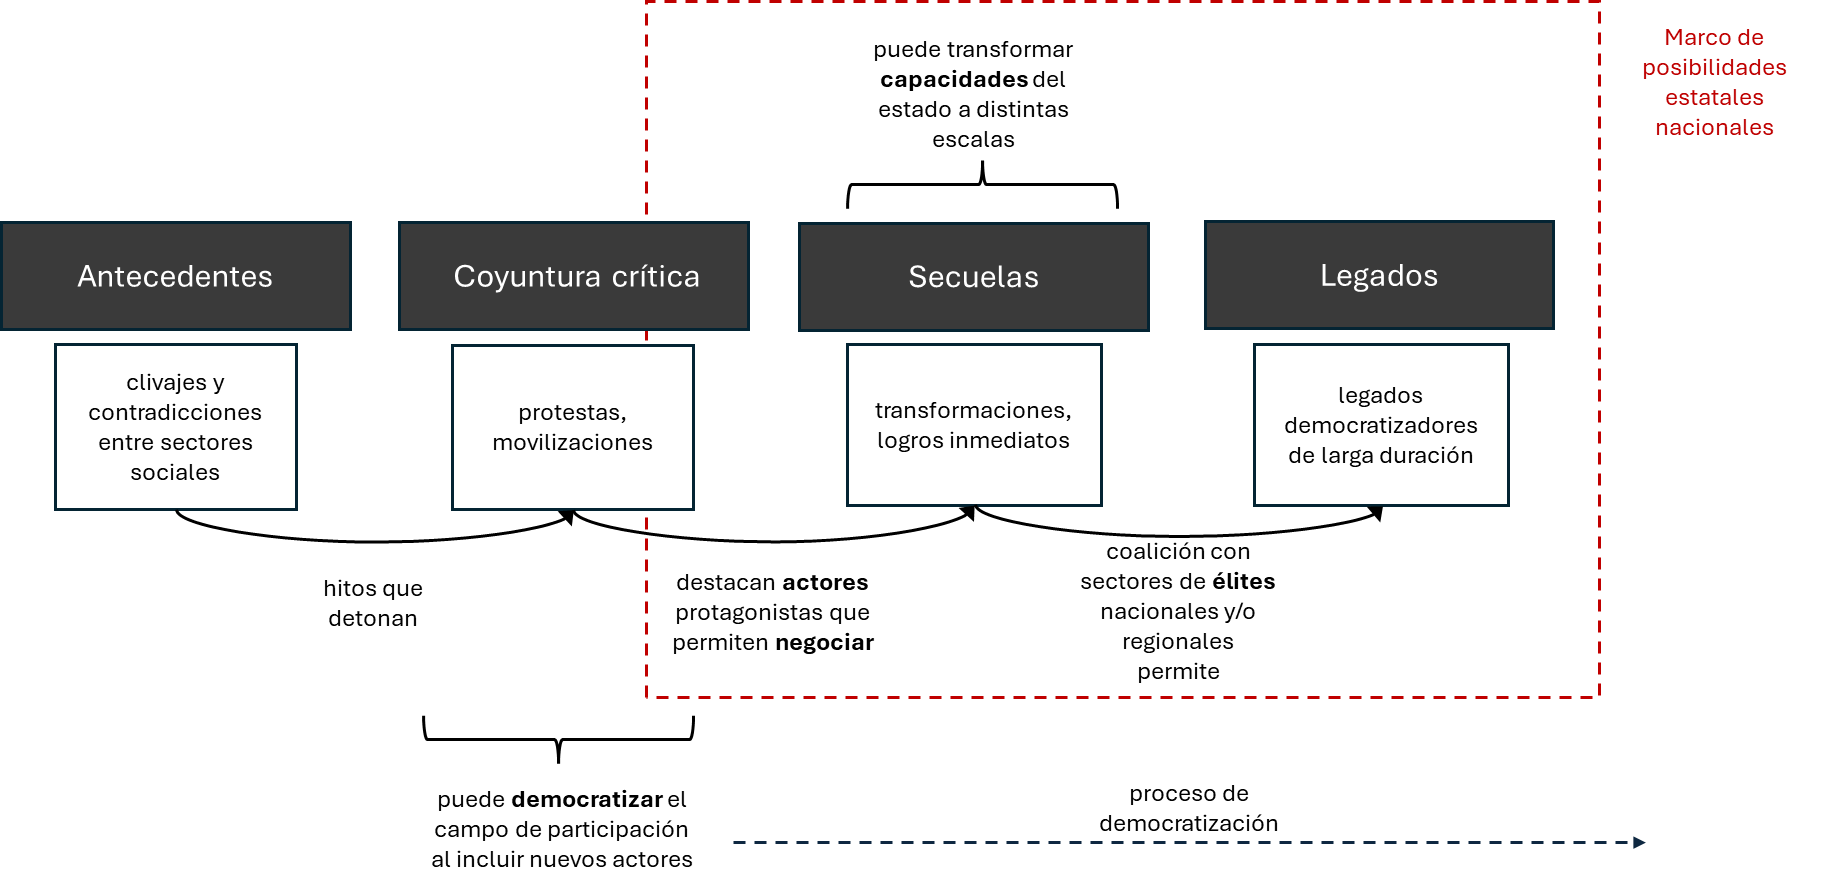 Marco de
posibilidades
estatales
nacionales
puede transformar
capacidades del
estado a distintas
escalas
Antecedentes
Coyuntura crítica
Secuelas
Legados
clivajes y
contradicciones
entre sectores
sociales
protestas,
movilizaciones
transformaciones,
logros inmediatos
legados
democratizadores
de larga duración
hitos que
detonan
destacan actores
protagonistas que
permiten negociar
coalición con
sectores de élites
nacionales y/o
regionales
permite
puede democratizar el
campo de participación
al incluir nuevos actores
proceso de
democratización